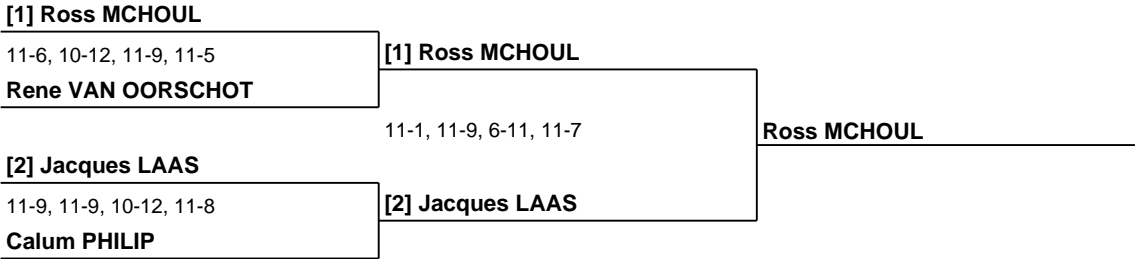 [1] Ross MCHOUL
11-6, 10-12, 11-9, 11-5
Rene VAN OORSCHOT
[1] Ross MCHOUL
11-1, 11-9, 6-11, 11-7
Ross MCHOUL
[2] Jacques LAAS
11-9, 11-9, 10-12, 11-8
Calum PHILIP
[2] Jacques LAAS